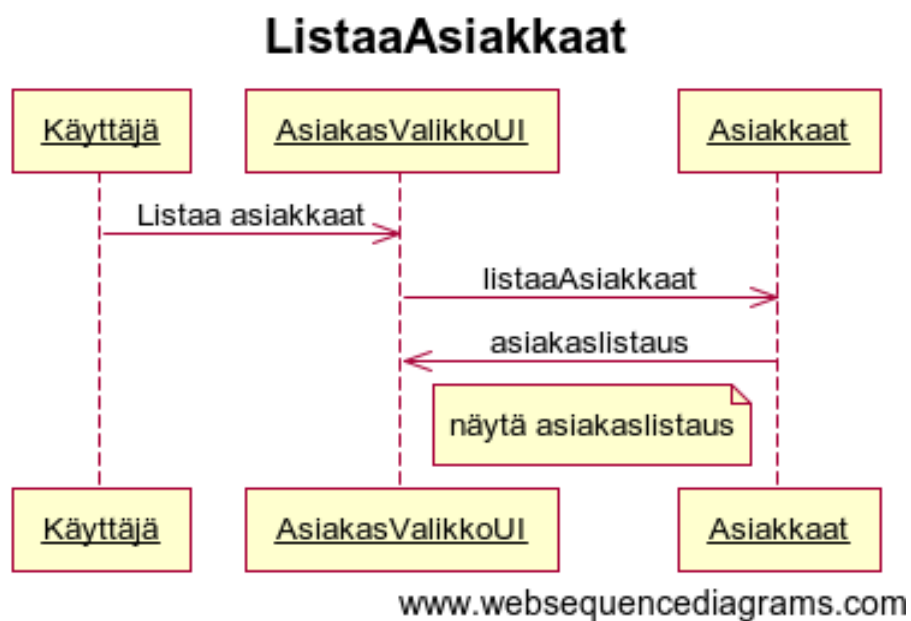 ListaaAsiakkaat
Käyttäjä
AsiakasValikkoUI
Asiakkaat
Listaa asiakkaat
listaaAsiakkaat
asiakaslistaus
näytä asiakaslistaus
Käyttäjä
AsiakasValikkoUI
Asiakkaat
www.websequencediagrams.com